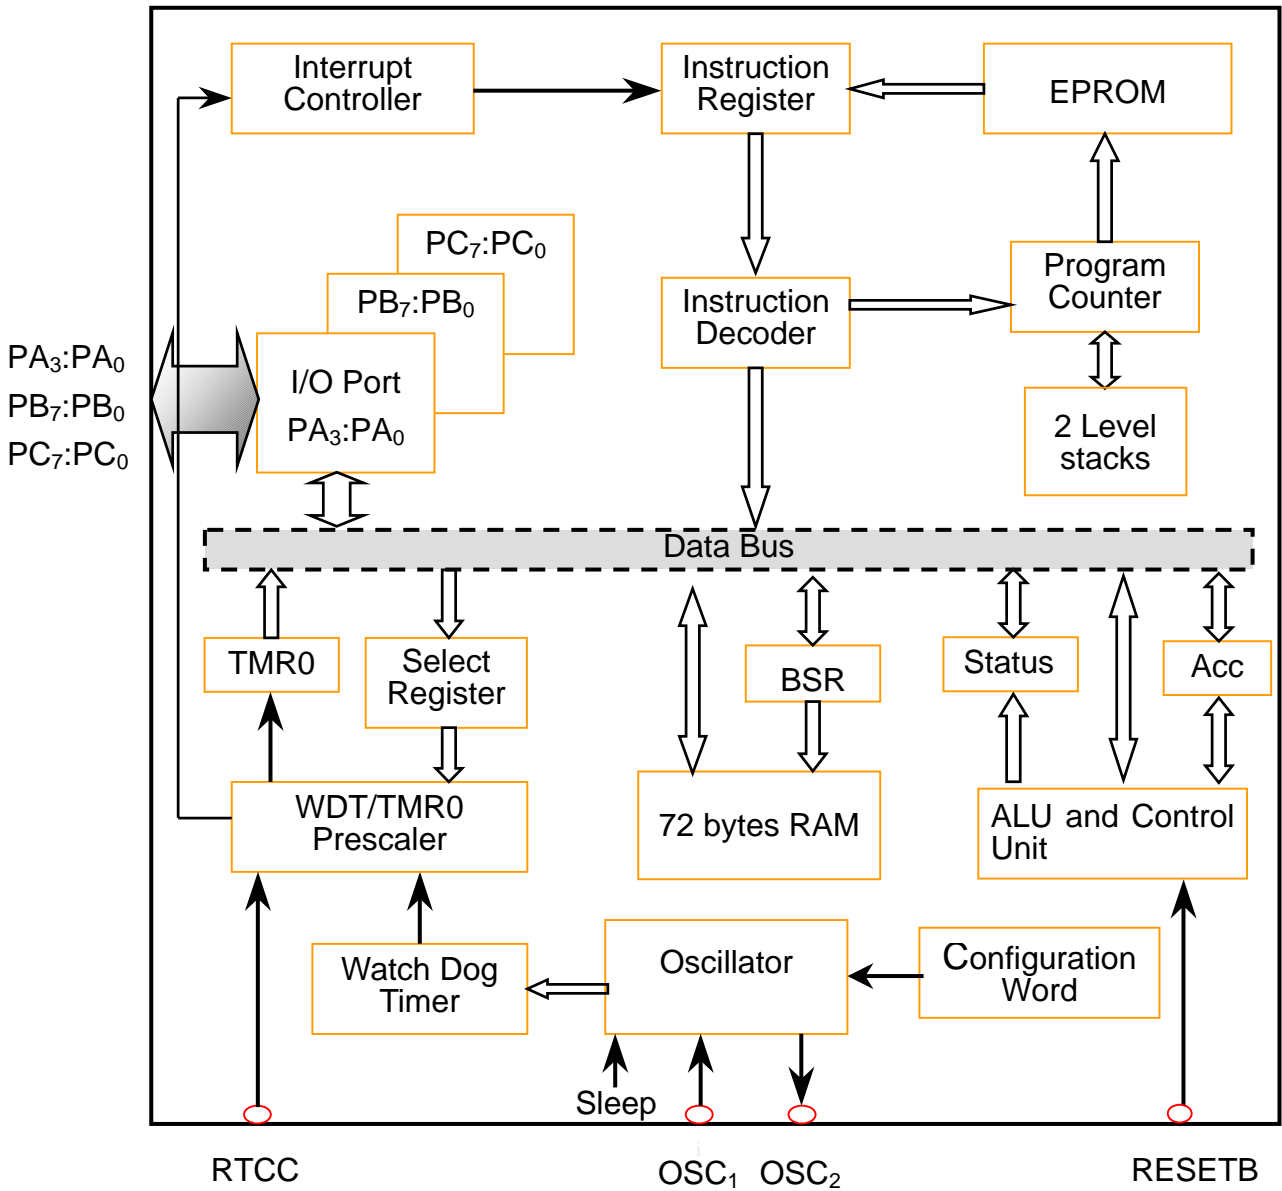 Interrupt
Controller
Instruction
Register
EPROM
PC7:PC0
PB7:PB0
I/O Port
PA3:PA0
Instruction
Decoder
Program
Counter
2 Level
stacks
PA3:PA0
PB7:PB0
PC7:PC0
Data Bus
TMR0
Select
Register
BSR
Status
Acc
WDT/TMR0
Prescaler
72 bytes RAM
ALU and Control
Unit
Watch Dog
Timer
Oscillator
Configuration
Word
Sleep
RTCC
OSC1
OSC2
RESETB